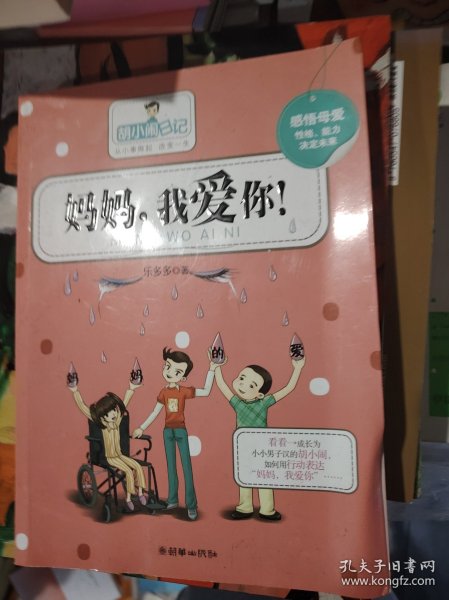 胡小闹日记
从小事做起 改变一生
感悟母爱
性格、能力
决定未来
妈妈,我爱你!
WO AI NI
乐多多◎著
妈
妈
的
爱
看看一成长为
小小男子汉的胡小闹,
如何用行动表达
“妈妈,我爱你”……
朝华出版社
孔夫子旧书网
www.kongfz.com